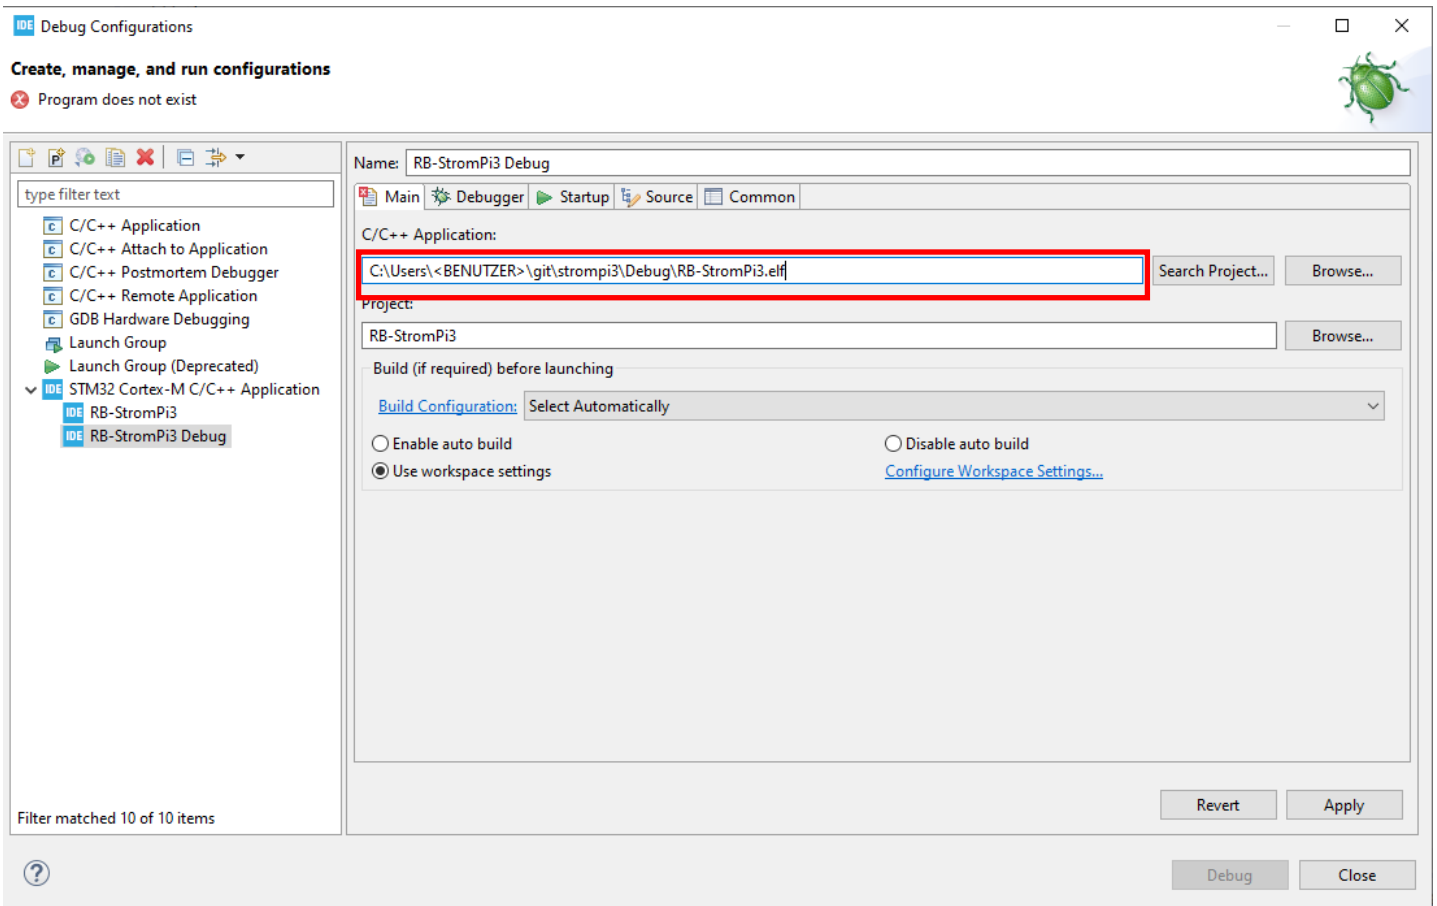 IDE Debug Configurations
Create, manage, and run configurations
Program does not exist
Name: RB-StromPi3 Debug
type filter text
Main Debugger Startup Source Common
C/C++ Application
C/C++ Attach to Application
C/C++ Postmortem Debugger
C/C++ Remote Application
GDB Hardware Debugging
Launch Group
Launch Group (Deprecated)
IDE STM32 Cortex-M C/C++ Application
IDE RB-StromPi3
IDE RB-StromPi3 Debug
Filter matched 10 of 10 items
C/C++ Application:
C:\Users\<BENUTZER>\git\strompi3\Debug\RB-StromPi3.elf Search Project... Browse...
Project:
RB-StromPi3 Browse...
Build (if required) before launching
Build Configuration: Select Automatically
Enable auto build Disable auto build
Use workspace settings Configure Workspace Settings...
Revert Apply
? Debug Close